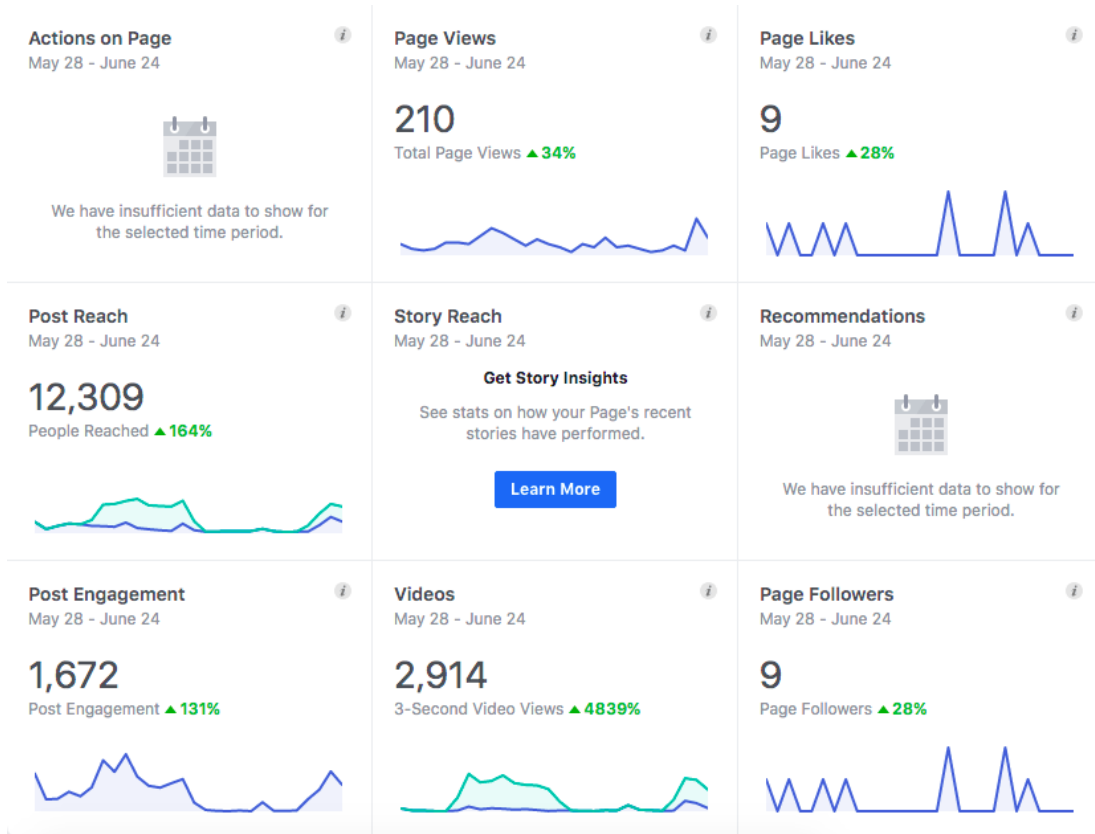 Actions on Page
May 28 - June 24
We have insufficient data to show for
the selected time period.
Page Views
May 28 - June 24
210
Total Page Views ▲ 34%
Page Likes
May 28 - June 24
9
Page Likes ▲ 28%
Post Reach
May 28 - June 24
12,309
People Reached ▲ 164%
Story Reach
May 28 - June 24
Get Story Insights
See stats on how your Page's recent
stories have performed.
Learn More
Recommendations
May 28 - June 24
We have insufficient data to show for
the selected time period.
Post Engagement
May 28 - June 24
1,672
Post Engagement ▲ 131%
Videos
May 28 - June 24
2,914
3-Second Video Views ▲ 4839%
Page Followers
May 28 - June 24
9
Page Followers ▲ 28%